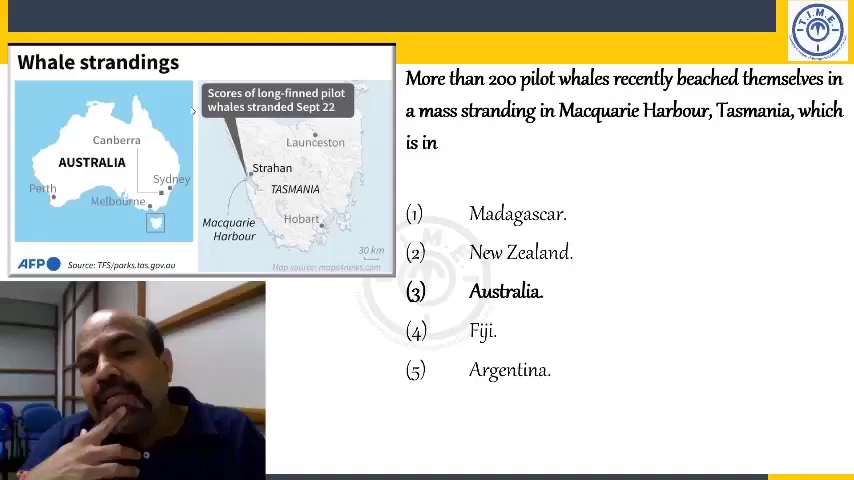 T.I.M.E.
Whale strandings
Scores of long-finned pilot
whales stranded Sept 22
Canberra
AUSTRALIA
Perth
Sydney
Melbourne
Launceston
Strahan
TASMANIA
Macquarie
Harbour
Hobart
30 km
AFP
Source: TFS/parks.tas.gov.au
Map source: maps4news.com
More than 200 pilot whales recently beached themselves in
a mass stranding in Macquarie Harbour, Tasmania, which
is in
(1) Madagascar.
(2) New Zealand.
(3) Australia.
(4) Fiji.
(5) Argentina.
T.I.M.E.